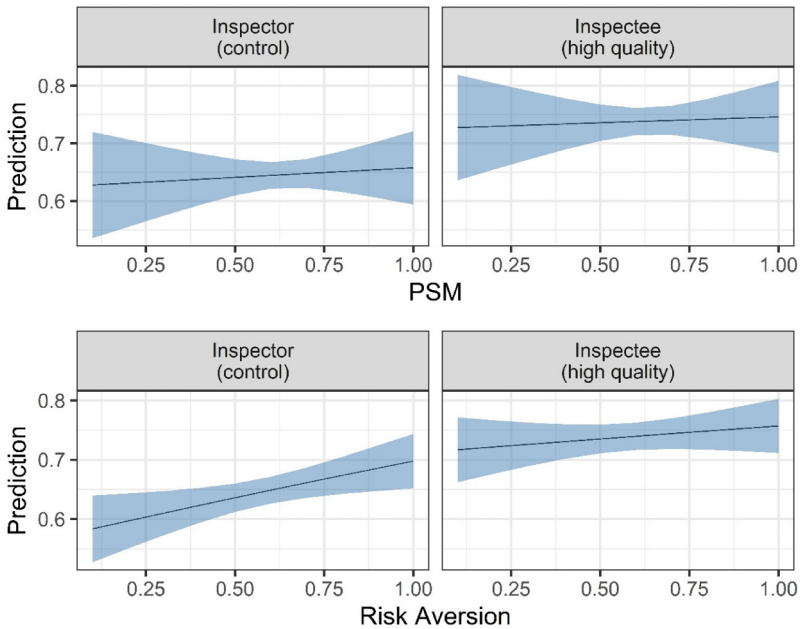 Inspector
(control)
Inspectee
(high quality)
Prediction
0.8
0.7
0.6
0.25 0.50 0.75 1.00 0.25 0.50 0.75 1.00
PSM
Inspector
(control)
Inspectee
(high quality)
Prediction
0.8
0.7
0.6
0.25 0.50 0.75 1.00 0.25 0.50 0.75 1.00
Risk Aversion